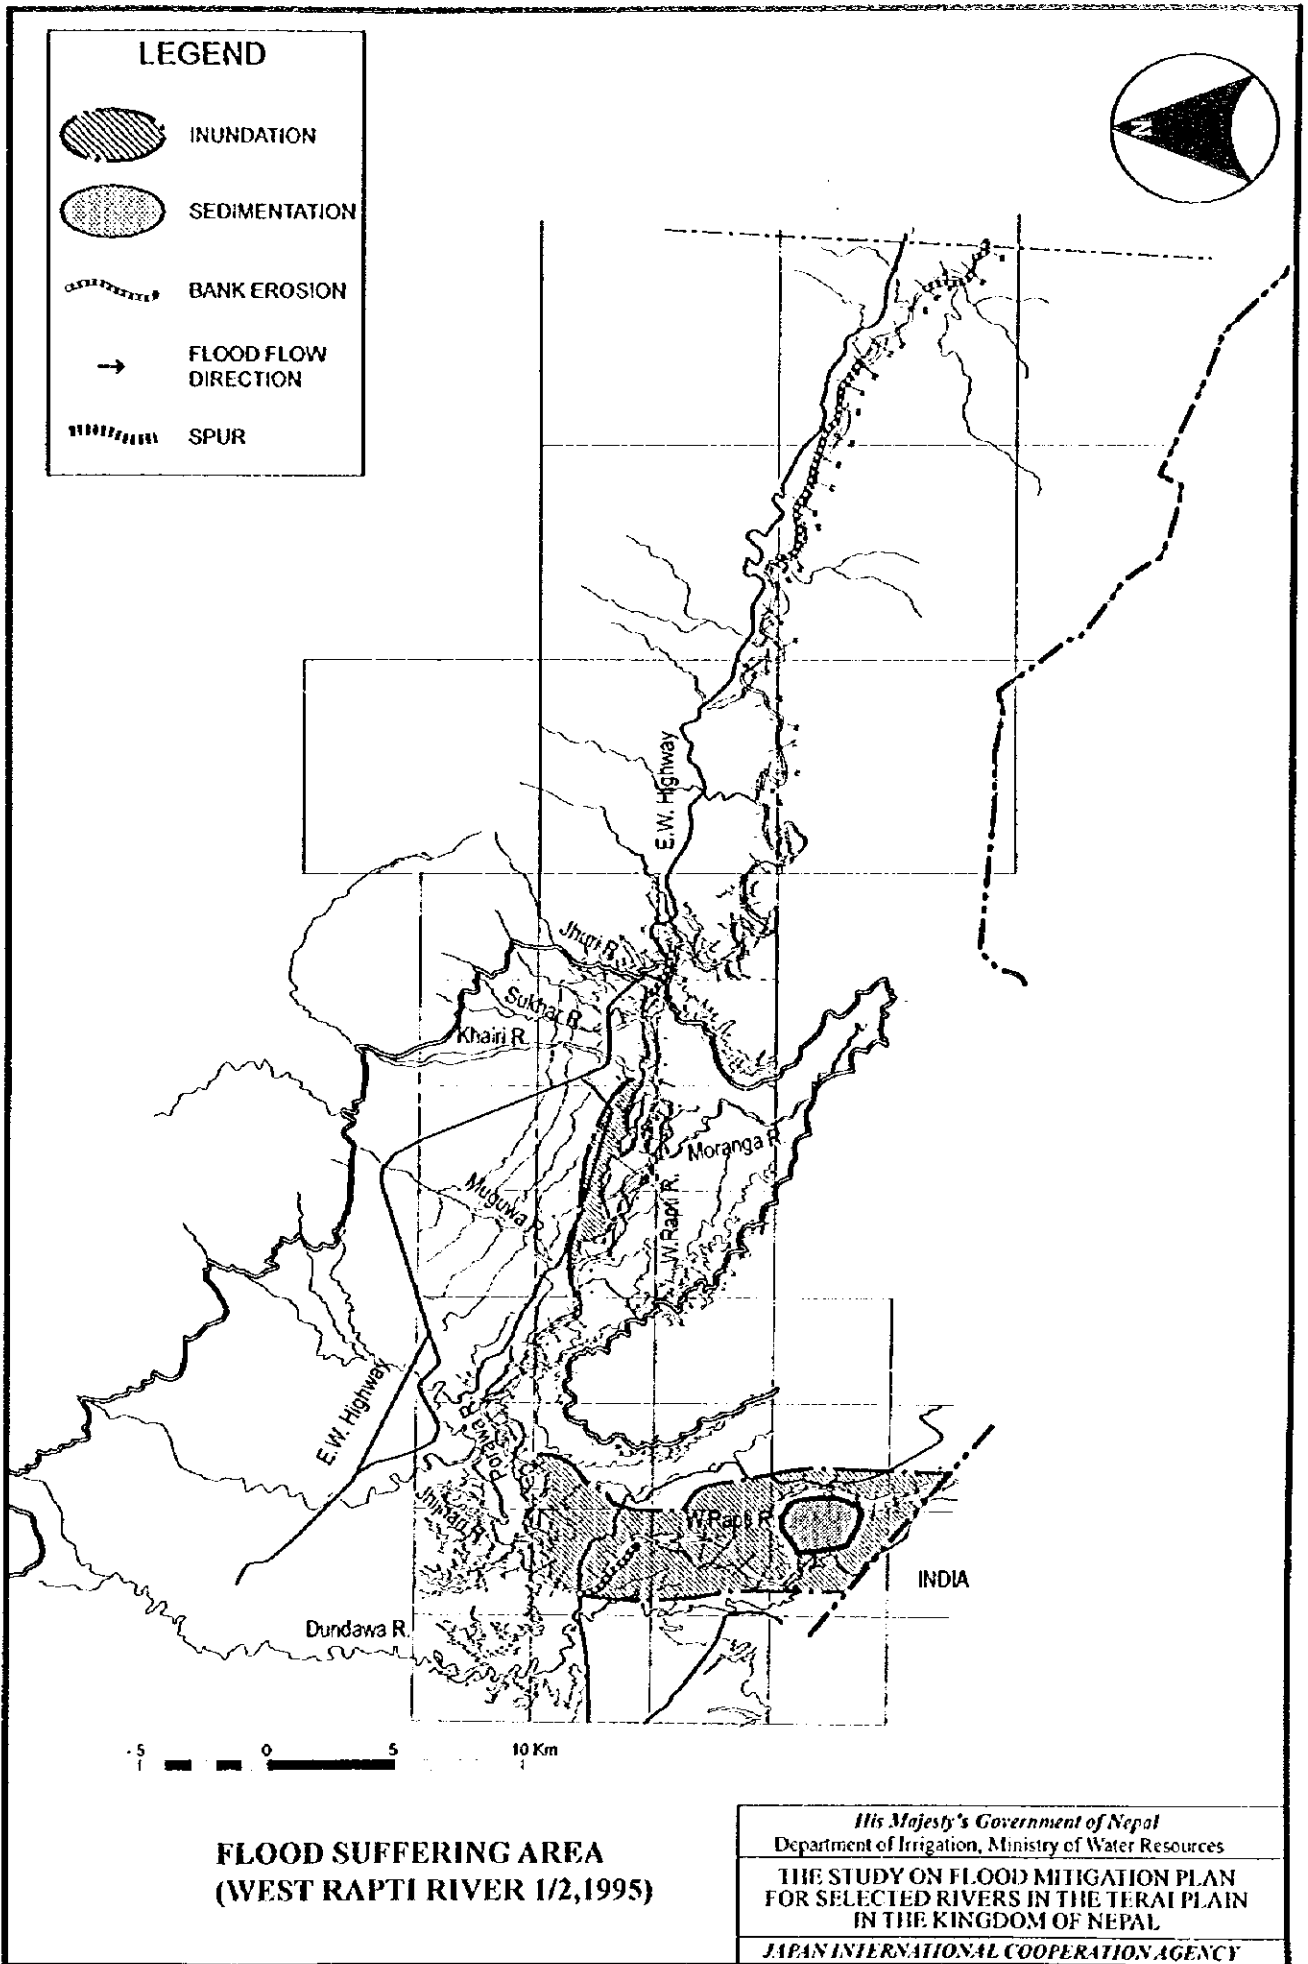 LEGEND
INUNDATION
SEDIMENTATION
BANK EROSION
FLOOD FLOW
DIRECTION
SPUR
N
E.W. Highway
Jhuri R.
Sukhar R.
Khairi R.
Moranga R.
Muguwa R.
W.Rapti R.
E.W. Highway
Jhijhari R.
W.Rapti R.
INDIA
Dundawa R.
5 0 5 10 Km
FLOOD SUFFERING AREA
(WEST RAPTI RIVER 1/2,1995)
His Majesty's Government of Nepal
Department of Irrigation, Ministry of Water Resources
THE STUDY ON FLOOD MITIGATION PLAN
FOR SELECTED RIVERS IN THE TERAI PLAIN
IN THE KINGDOM OF NEPAL
JAPAN INTERNATIONAL COOPERATION AGENCY